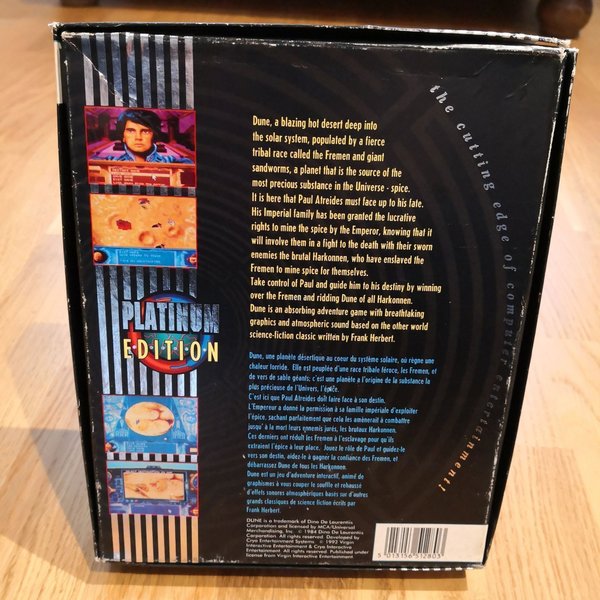 the cutting edge of computer entertainment!
Dune, a blazing hot desert deep into
the solar system, populated by a fierce
tribal race called the Fremen and giant
sandworms, a planet that is the source of the
most precious substance in the Universe - spice.
It is here that Paul Atreides must face up to his fate.
His Imperial family has been granted the lucrative
rights to mine the spice by the Emperor, knowing that it
will involve them in a fight to the death with their sworn
enemies the brutal Harkonnen, who have enslaved the
Fremen to mine spice for themselves.
Take control of Paul and guide him to his destiny by winning
over the Fremen and ridding Dune of all Harkonnen.
Dune is an absorbing adventure game with breathtaking
graphics and atmospheric sound based on the other world
science-fiction classic written by Frank Herbert.
PLATINUM
EDITION
Dune, une planète désertique au coeur du système solaire, où règne une
chaleur torride. Elle est peuplée d'une race tribale féroce, les Fremen, et
de vers de sable géants; c'est une planète a l'origine de la substance la
plus précieuse de l'Univers, l'épice.
C'est ici que Paul Atreides doît faire face à son destin.
L'Empereur a donné la permission à sa famille impériale d'exploiter
l'épice, sachant parfaitement que cela les amènerait à combattre
jusqu' à la mort leurs ennemis jurés, les brutaux Harkonnen.
Ces derniers ont réduit les Fremen à l'esclavage pour qu'ils
extraient l'épice à leur place. Jouez le rôle de Paul et guidez-le
vers son destin, aidez-le à gagner la confiance des Fremen, et
débarrassez Dune de tous les Harkonnen.
Dune est un jeu d'adventure interactif, animé de
graphismes à vous couper le souffle et rehaussé
d'effets sonores atmosphèriques basés sur d'autres
grands classiques de science fiction écrits par
Frank Herbert
DUNE is a trademark of Dino De Laurentiis
Corporation and licensed by MCA/Universal
Merchandising, Inc. © 1984 Dino De Laurentiis
Corporation. All rights reserved. Developed by
Cryo Entertainment Systems. © 1992 Virgin
Interactive Entertainment & Cryo Interactive
Entertainment. All rights reserved. Published under
license from Virgin Interactive Entertainment.
5 013156 512803